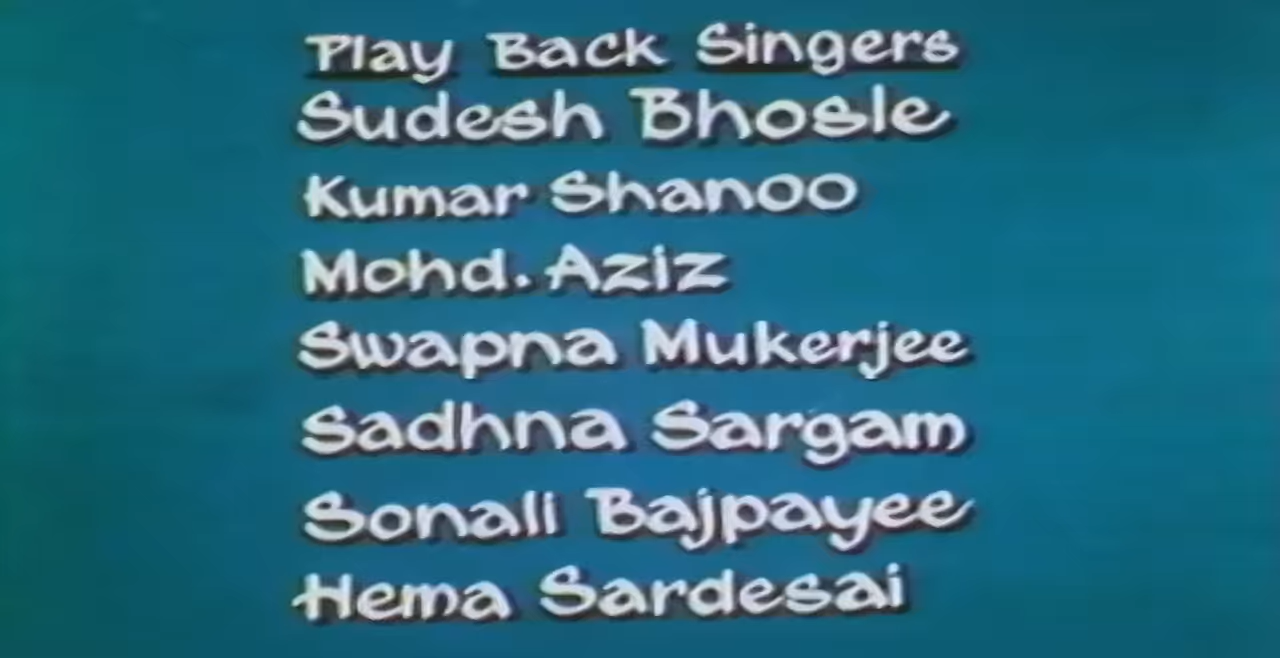 Play Back Singers
Sudesh Bhosle
Kumar Shanoo
Mohd. Aziz
Swapna Mukerjee
Sadhna Sargam
Sonali Bajpayee
Hema Sardesai